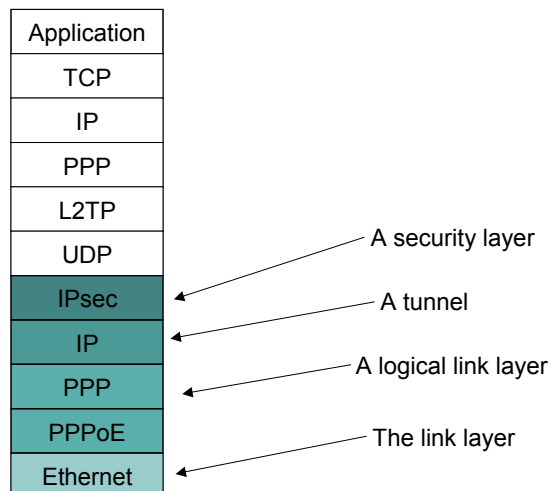 Application
TCP
IP
PPP
L2TP
UDP
IPsec
IP
PPP
PPPoE
Ethernet
A security layer
A tunnel
A logical link layer
The link layer